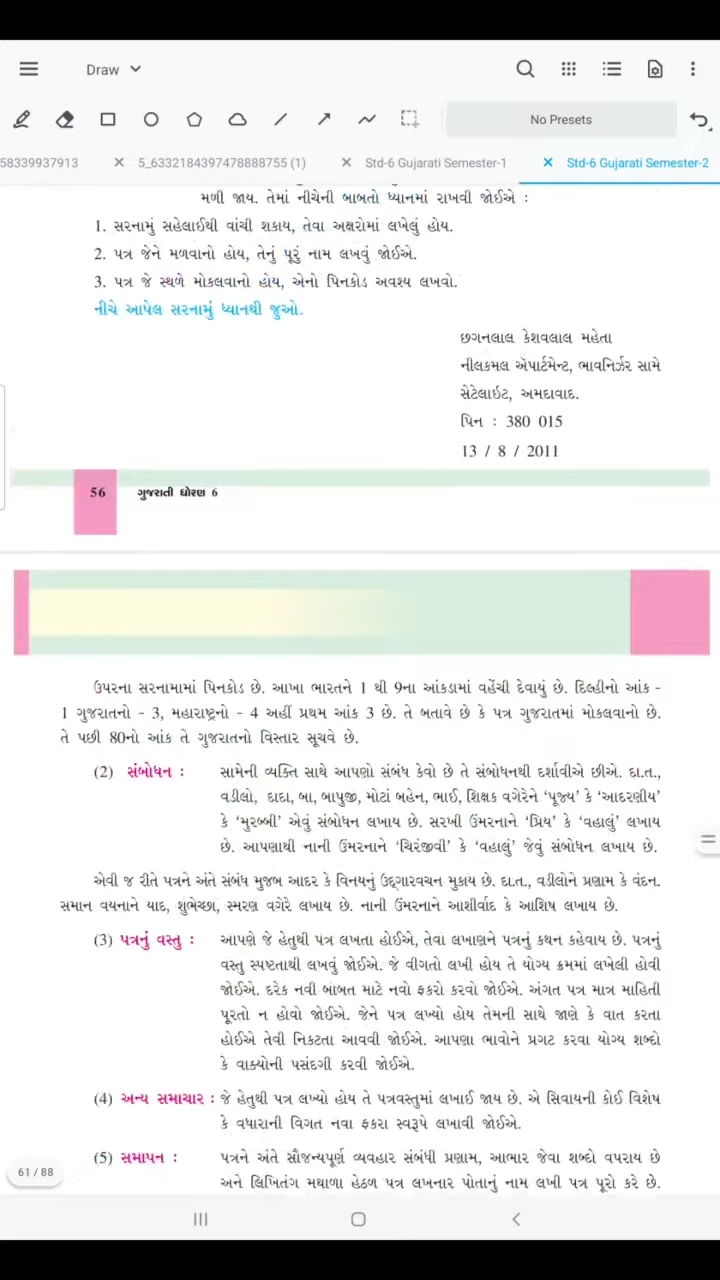 Draw
No Presets
58339937913
5_6332184397478888755 (1)
Std-6 Gujarati Semester-1
Std-6 Gujarati Semester-2
મળી જાય. તેમાં નીચેની બાબતો ધ્યાનમાં રાખવી જોઈએ :
1. સરનામું સહેલાઈથી વાંચી શકાય, તેવા અક્ષરોમાં લખેલું હોય.
2. પત્ર જેને મળવાનો હોય, તેનું પૂરું નામ લખવું જોઈએ.
3. પત્ર જે સ્થળે મોકલવાનો હોય, એનો પિનકોડ અવશ્ય લખવો.
નીચે આપેલ સરનામું ધ્યાનથી જુઓ.
છગનલાલ કેશવલાલ મહેતા
નીલકમલ ઍપાર્ટમેન્ટ, ભાવનિર્ઝર સામે
સેટેલાઇટ, અમદાવાદ.
પિન : 380 015
13 / 8 / 2011
56 ગુજરાતી ધોરણ 6
ઉપરના સરનામામાં પિનકોડ છે. આખા ભારતને 1 થી 9ના આંકડામાં વહેંચી દેવાયું છે. દિલ્હીનો આંક -
1 ગુજરાતનો - 3, મહારાષ્ટ્રનો - 4 અહીં પ્રથમ આંક 3 છે. તે બતાવે છે કે પત્ર ગુજરાતમાં મોકલવાનો છે.
તે પછી 80નો આંક તે ગુજરાતનો વિસ્તાર સૂચવે છે.
(2) સંબોધન : સામેની વ્યક્તિ સાથે આપણો સંબંધ કેવો છે તે સંબોધનથી દર્શાવીએ છીએ. દા.ત.,
વડીલો, દાદા, બા, બાપુજી, મોટાં બહેન, ભાઈ, શિક્ષક વગેરેને ‘પૂજ્ય’ કે ‘આદરણીય’
કે ‘મુરબ્બી’ એવું સંબોધન લખાય છે. સરખી ઉંમરનાને ‘પ્રિય’ કે ‘વહાલું’ લખાય
છે. આપણાથી નાની ઉંમરનાને ‘ચિરંજીવી’ કે ‘વહાલું’ જેવું સંબોધન લખાય છે.
એવી જ રીતે પત્રને અંતે સંબંધ મુજબ આદર કે વિનયનું ઉદ્ગારવચન મુકાય છે. દા.ત., વડીલોને પ્રણામ કે વંદન.
સમાન વયનાને યાદ, શુભેચ્છા, સ્મરણ વગેરે લખાય છે. નાની ઉંમરનાને આશીર્વાદ કે આશિષ લખાય છે.
(3) પત્રનું વસ્તુ : આપણે જે હેતુથી પત્ર લખતા હોઈએ, તેવા લખાણને પત્રનું કથન કહેવાય છે. પત્રનું
વસ્તુ સ્પષ્ટતાથી લખવું જોઈએ. જે વીગતો લખી હોય તે યોગ્ય ક્રમમાં લખેલી હોવી
જોઈએ. દરેક નવી બાબત માટે નવો ફકરો કરવો જોઈએ. અંગત પત્ર માત્ર માહિતી
પૂરતો ન હોવો જોઈએ. જેને પત્ર લખ્યો હોય તેમની સાથે જાણે કે વાત કરતા
હોઈએ તેવી નિકટતા આવવી જોઈએ. આપણા ભાવોને પ્રગટ કરવા યોગ્ય શબ્દો
કે વાક્યોની પસંદગી કરવી જોઈએ.
(4) અન્ય સમાચાર : જે હેતુથી પત્ર લખ્યો હોય તે પત્રવસ્તુમાં લખાઈ જાય છે. એ સિવાયની કોઈ વિશેષ
કે વધારાની વિગત નવા ફકરા સ્વરૂપે લખાવી જોઈએ.
(5) સમાપન : પત્રને અંતે સૌજન્યપૂર્ણ વ્યવહાર સંબંધી પ્રણામ, આભાર જેવા શબ્દો વપરાય છે
અને લિખિતંગ મથાળા હેઠળ પત્ર લખનાર પોતાનું નામ લખી પત્ર પૂરો કરે છે.
61 / 88